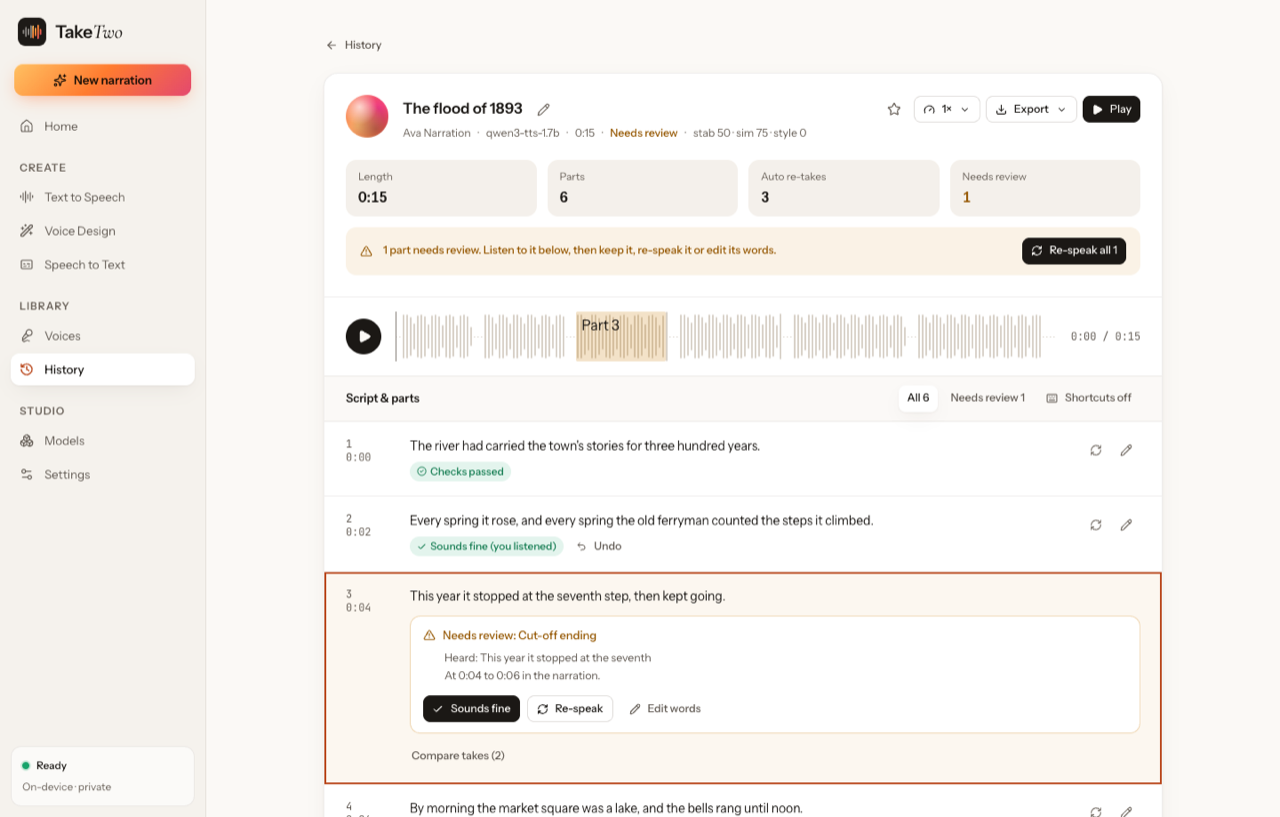 TakeTwo
New narration
Home
CREATE
Text to Speech
Voice Design
Speech to Text
LIBRARY
Voices
History
STUDIO
Models
Settings
Ready
On-device · private
History
The flood of 1893
1×
Export
Play
Ava Narration · qwen3-tts-1.7b · 0:15 · Needs review · stab 50 · sim 75 · style 0
Length
0:15
Parts
6
Auto re-takes
3
Needs review
1
1 part needs review. Listen to it below, then keep it, re-speak it or edit its words.
Re-speak all 1
Part 3
0:00 / 0:15
Script & parts
All 6
Needs review 1
Shortcuts off
1
0:00
The river had carried the town's stories for three hundred years.
Checks passed
2
0:02
Every spring it rose, and every spring the old ferryman counted the steps it climbed.
Sounds fine (you listened)
Undo
3
0:04
This year it stopped at the seventh step, then kept going.
Needs review: Cut-off ending
Heard: This year it stopped at the seventh
At 0:04 to 0:06 in the narration.
Sounds fine
Re-speak
Edit words
Compare takes (2)
4
By morning the market square was a lake, and the bells rang until noon.